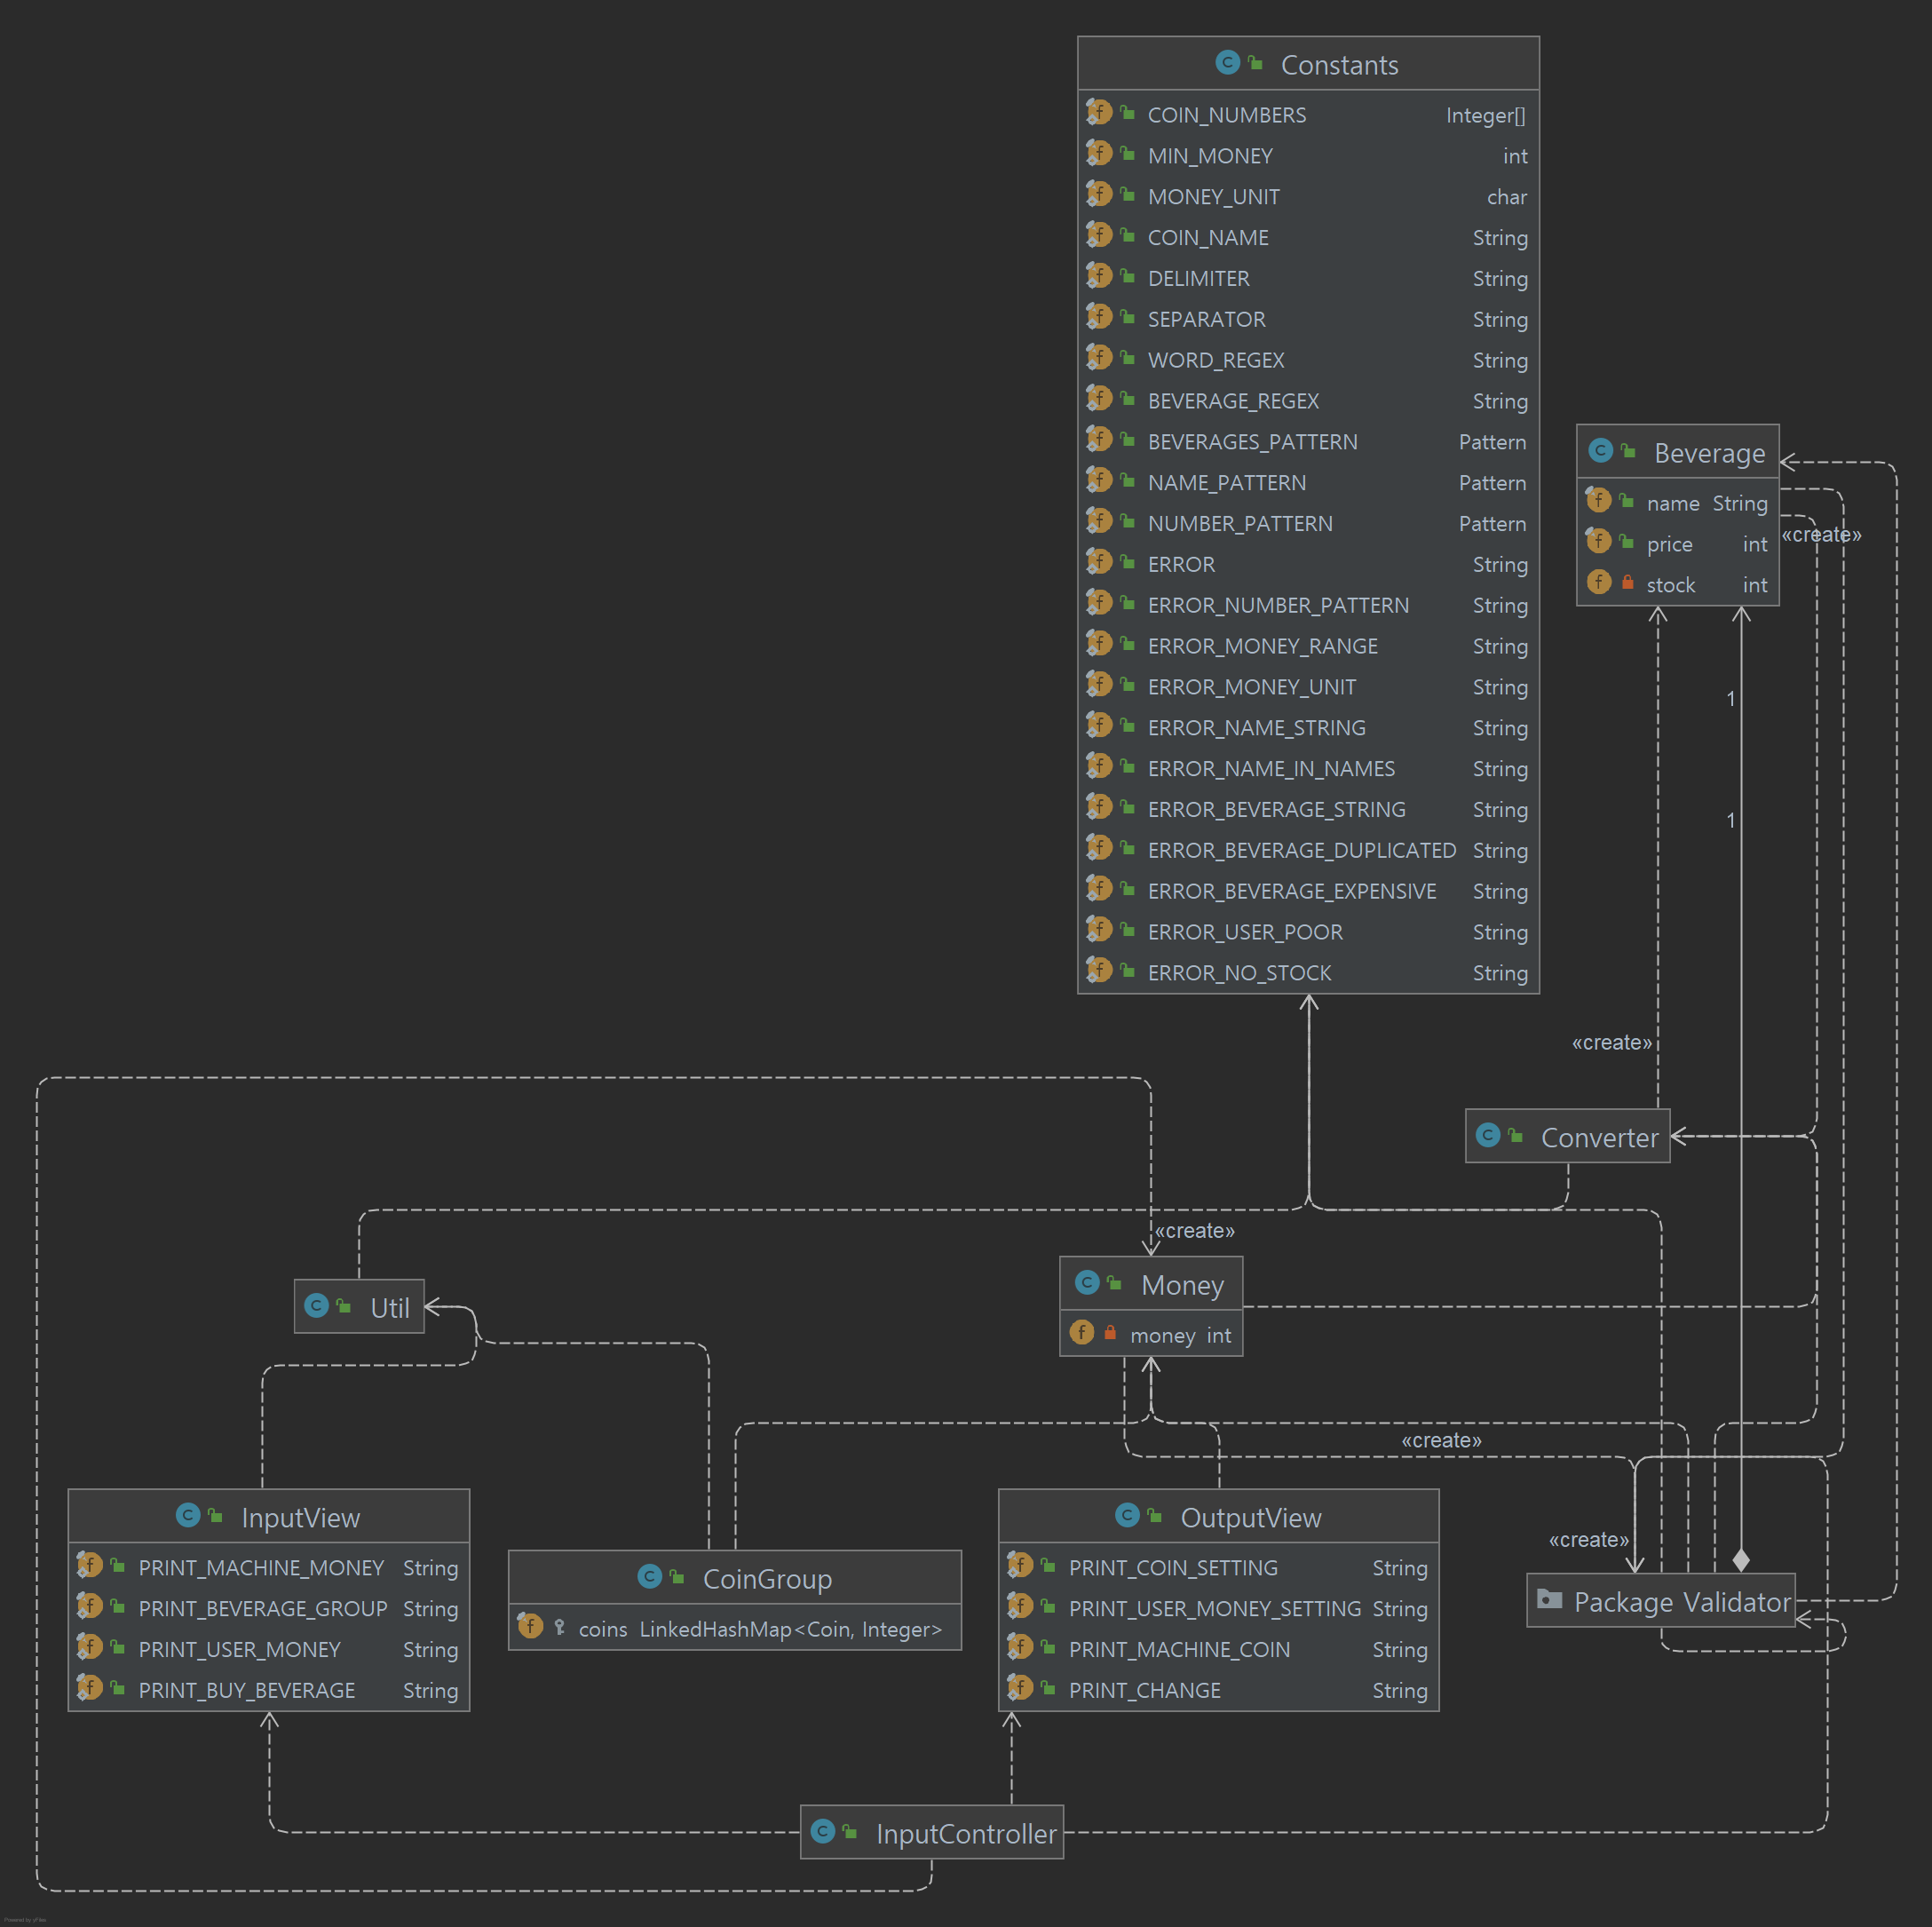 Constants
COIN_NUMBERS Integer[]
MIN_MONEY int
MONEY_UNIT char
COIN_NAME String
DELIMITER String
SEPARATOR String
WORD_REGEX String
BEVERAGE_REGEX String
BEVERAGES_PATTERN Pattern
NAME_PATTERN Pattern
NUMBER_PATTERN Pattern
ERROR String
ERROR_NUMBER_PATTERN String
ERROR_MONEY_RANGE String
ERROR_MONEY_UNIT String
ERROR_NAME_STRING String
ERROR_NAME_IN_NAMES String
ERROR_BEVERAGE_STRING String
ERROR_BEVERAGE_DUPLICATED String
ERROR_BEVERAGE_EXPENSIVE String
ERROR_USER_POOR String
ERROR_NO_STOCK String
Beverage
name String
price int
stock int
«create»
1
1
«create»
Converter
«create»
Util
Money
money int
«create»
«create»
InputView
PRINT_MACHINE_MONEY String
PRINT_BEVERAGE_GROUP String
PRINT_USER_MONEY String
PRINT_BUY_BEVERAGE String
CoinGroup
coins LinkedHashMap<Coin, Integer>
OutputView
PRINT_COIN_SETTING String
PRINT_USER_MONEY_SETTING String
PRINT_MACHINE_COIN String
PRINT_CHANGE String
Package Validator
InputController
Powered by yFiles